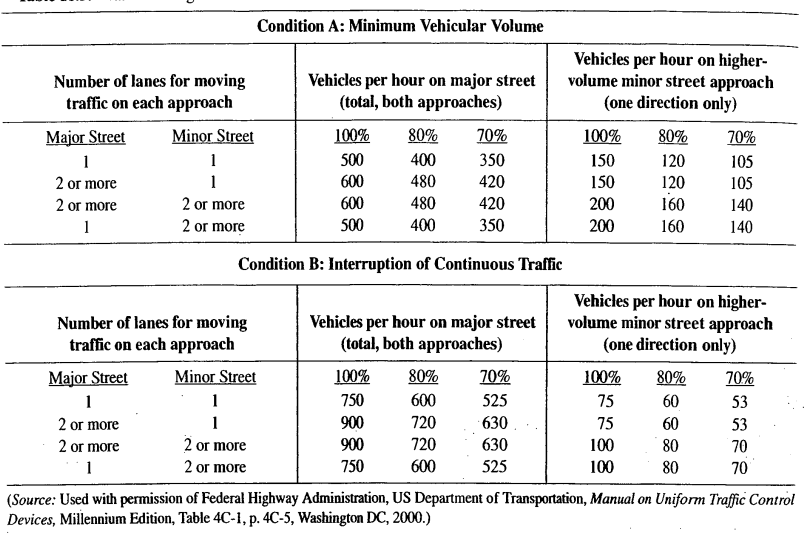 Condition A: Minimum Vehicular Volume
Number of lanes for moving traffic on each approach
Vehicles per hour on major street (total, both approaches)
Vehicles per hour on higher-volume minor street approach (one direction only)
Major Street Minor Street 100% 80% 70% 100% 80% 70%
1 1 500 400 350 150 120 105
2 or more 1 600 480 420 150 120 105
2 or more 2 or more 600 480 420 200 160 140
1 2 or more 500 400 350 200 160 140
Condition B: Interruption of Continuous Traffic
Number of lanes for moving traffic on each approach
Vehicles per hour on major street (total, both approaches)
Vehicles per hour on higher-volume minor street approach (one direction only)
Major Street Minor Street 100% 80% 70% 100% 80% 70%
1 1 750 600 525 75 60 53
2 or more 1 900 720 630 75 60 53
2 or more 2 or more 900 720 630 100 80 70
1 2 or more 750 600 525 100 80 70
(Source: Used with permission of Federal Highway Administration, US Department of Transportation, Manual on Uniform Traffic Control
Devices, Millennium Edition, Table 4C-1, p. 4C-5, Washington DC, 2000.)